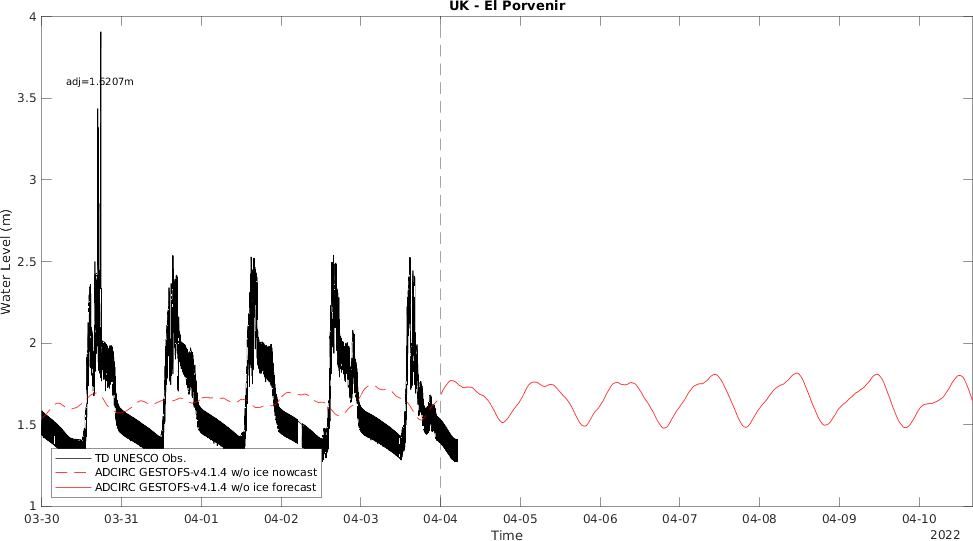 UK - El Porvenir
4
adj=1.6207m
3.5
3
2.5
2
1.5
1
Water Level (m)
TD UNESCO Obs.
ADCIRC GESTOFS-v4.1.4 w/o ice nowcast
ADCIRC GESTOFS-v4.1.4 w/o ice forecast
03-30 03-31 04-01 04-02 04-03 04-04 04-05 04-06 04-07 04-08 04-09 04-10
Time
2022